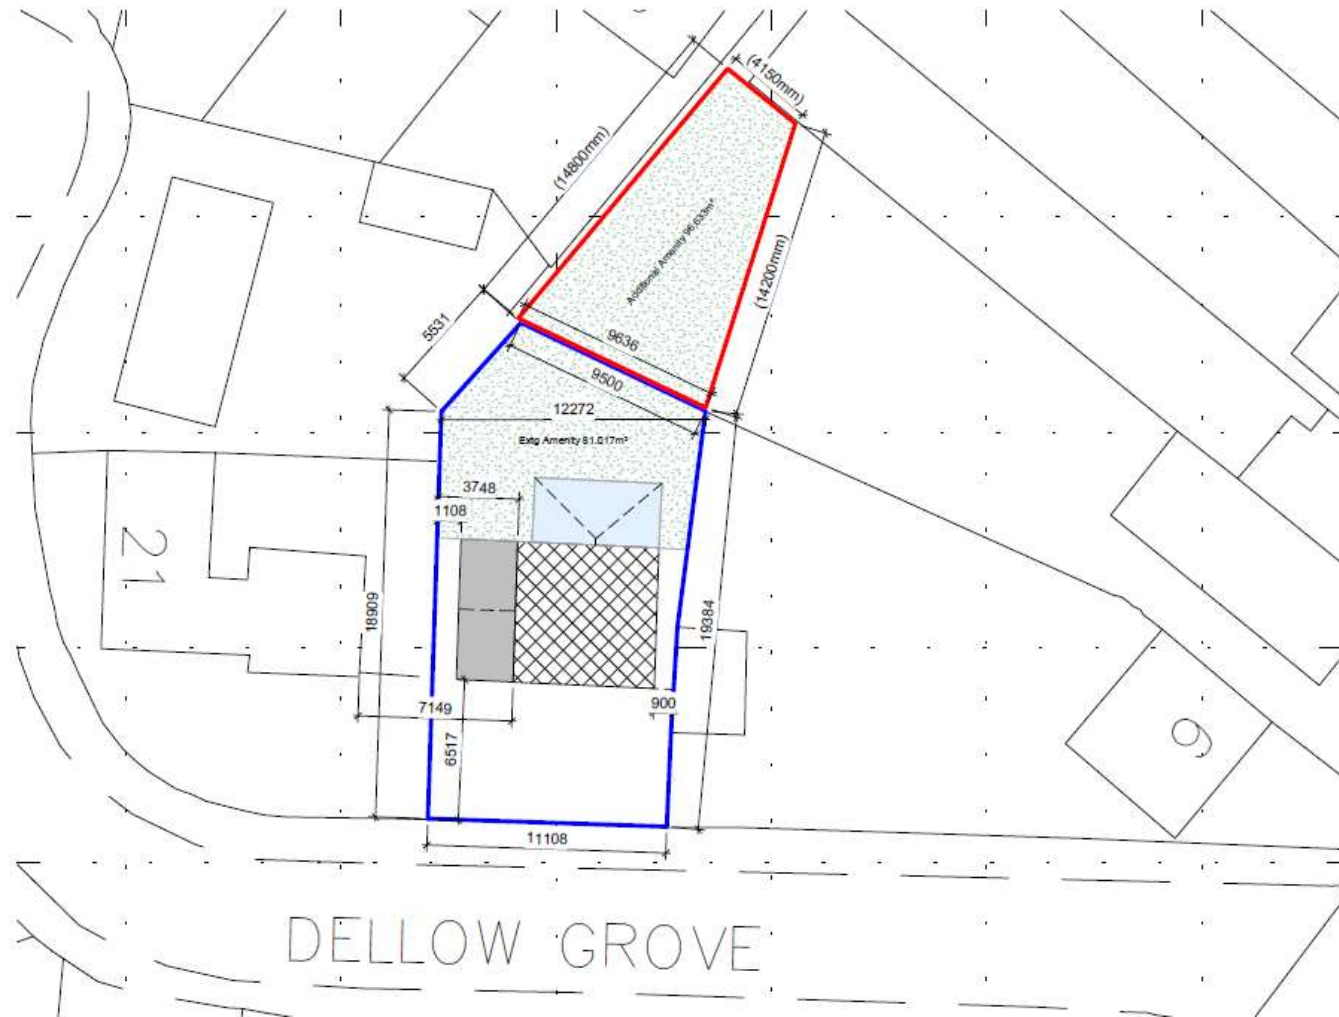 (4150mm)
(14800mm)
Additional Amenity 96.633m²
(14200mm)
5531
9636
9500
12272
Extg Amenity 81.017m²
3748
1108
21
18909
19384
7149
900
6517
9
11108
DELLOW GROVE